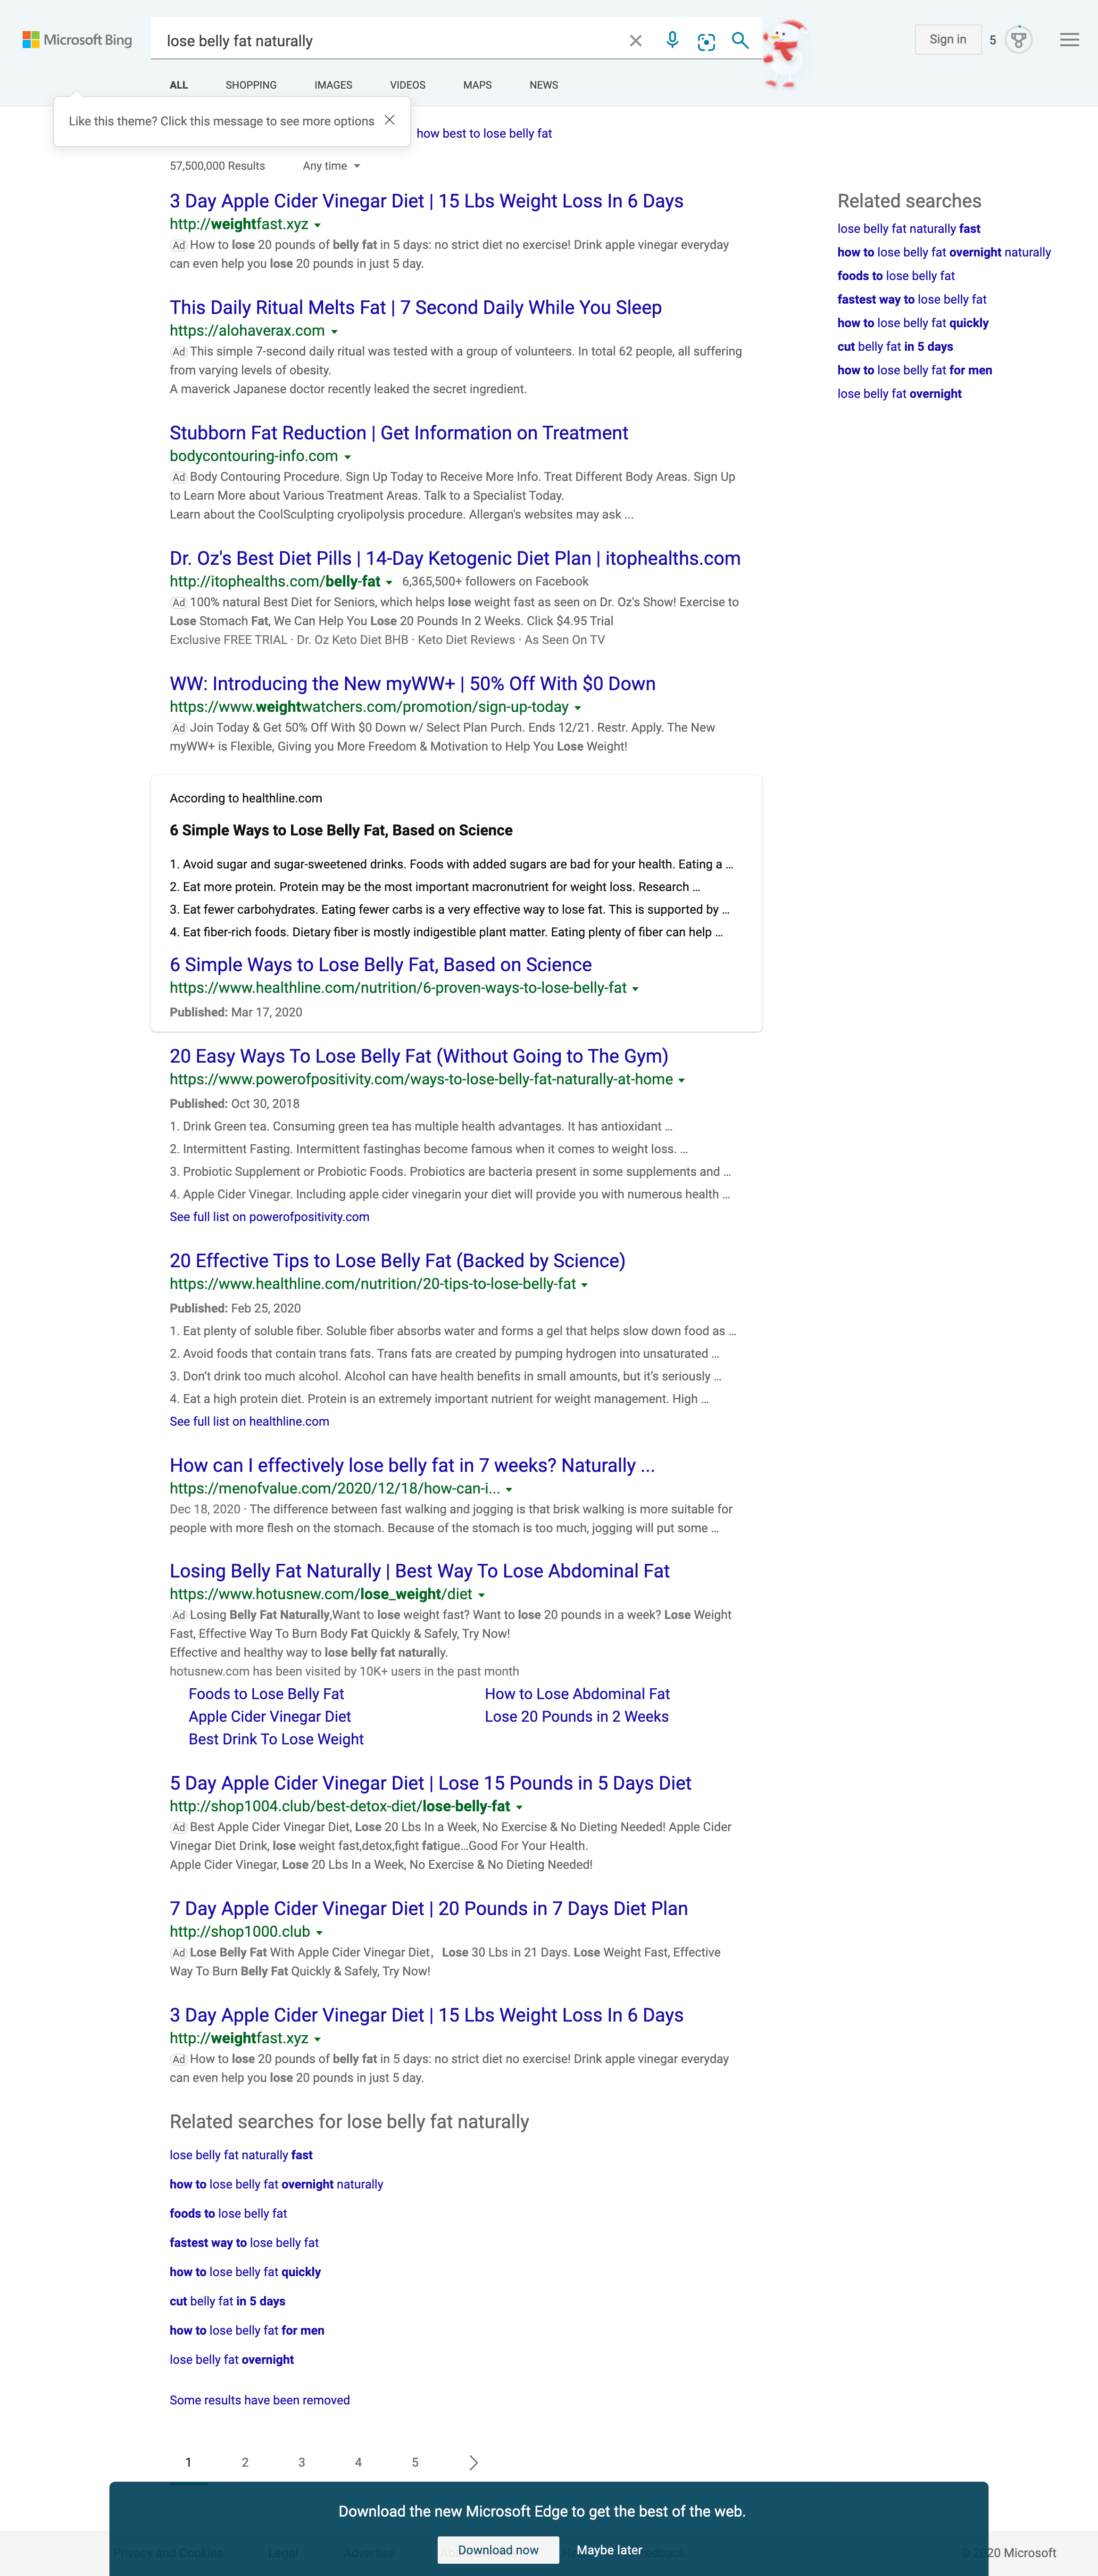 Microsoft Bing
lose belly fat naturally
Sign in
5
ALL
SHOPPING
IMAGES
VIDEOS
MAPS
NEWS
Like this theme? Click this message to see more options
how best to lose belly fat
57,500,000 Results
Any time
3 Day Apple Cider Vinegar Diet | 15 Lbs Weight Loss In 6 Days
http://weightfast.xyz
Ad How to lose 20 pounds of belly fat in 5 days: no strict diet no exercise! Drink apple vinegar everyday
can even help you lose 20 pounds in just 5 day.
This Daily Ritual Melts Fat | 7 Second Daily While You Sleep
https://alohaverax.com
Ad This simple 7-second daily ritual was tested with a group of volunteers. In total 62 people, all suffering
from varying levels of obesity.
A maverick Japanese doctor recently leaked the secret ingredient.
Stubborn Fat Reduction | Get Information on Treatment
bodycontouring-info.com
Ad Body Contouring Procedure. Sign Up Today to Receive More Info. Treat Different Body Areas. Sign Up
to Learn More about Various Treatment Areas. Talk to a Specialist Today.
Learn about the CoolSculpting cryolipolysis procedure. Allergan's websites may ask ...
Dr. Oz's Best Diet Pills | 14-Day Ketogenic Diet Plan | itophealths.com
http://itophealths.com/belly-fat 6,365,500+ followers on Facebook
Ad 100% natural Best Diet for Seniors, which helps lose weight fast as seen on Dr. Oz's Show! Exercise to
Lose Stomach Fat, We Can Help You Lose 20 Pounds In 2 Weeks. Click $4.95 Trial
Exclusive FREE TRIAL · Dr. Oz Keto Diet BHB · Keto Diet Reviews · As Seen On TV
WW: Introducing the New myWW+ | 50% Off With $0 Down
https://www.weightwatchers.com/promotion/sign-up-today
Ad Join Today & Get 50% Off With $0 Down w/ Select Plan Purch. Ends 12/21. Restr. Apply. The New
myWW+ is Flexible, Giving you More Freedom & Motivation to Help You Lose Weight!
According to healthline.com
6 Simple Ways to Lose Belly Fat, Based on Science
1. Avoid sugar and sugar-sweetened drinks. Foods with added sugars are bad for your health. Eating a ...
2. Eat more protein. Protein may be the most important macronutrient for weight loss. Research ...
3. Eat fewer carbohydrates. Eating fewer carbs is a very effective way to lose fat. This is supported by ...
4. Eat fiber-rich foods. Dietary fiber is mostly indigestible plant matter. Eating plenty of fiber can help ...
6 Simple Ways to Lose Belly Fat, Based on Science
https://www.healthline.com/nutrition/6-proven-ways-to-lose-belly-fat
Published: Mar 17, 2020
20 Easy Ways To Lose Belly Fat (Without Going to The Gym)
https://www.powerofpositivity.com/ways-to-lose-belly-fat-naturally-at-home
Published: Oct 30, 2018
1. Drink Green tea. Consuming green tea has multiple health advantages. It has antioxidant ...
2. Intermittent Fasting. Intermittent fastinghas become famous when it comes to weight loss. ...
3. Probiotic Supplement or Probiotic Foods. Probiotics are bacteria present in some supplements and ...
4. Apple Cider Vinegar. Including apple cider vinegarin your diet will provide you with numerous health ...
See full list on powerofpositivity.com
20 Effective Tips to Lose Belly Fat (Backed by Science)
https://www.healthline.com/nutrition/20-tips-to-lose-belly-fat
Published: Feb 25, 2020
1. Eat plenty of soluble fiber. Soluble fiber absorbs water and forms a gel that helps slow down food as ...
2. Avoid foods that contain trans fats. Trans fats are created by pumping hydrogen into unsaturated ...
3. Don't drink too much alcohol. Alcohol can have health benefits in small amounts, but it's seriously ...
4. Eat a high protein diet. Protein is an extremely important nutrient for weight management. High ...
See full list on healthline.com
How can I effectively lose belly fat in 7 weeks? Naturally ...
https://menofvalue.com/2020/12/18/how-can-i...
Dec 18, 2020 · The difference between fast walking and jogging is that brisk walking is more suitable for
people with more flesh on the stomach. Because of the stomach is too much, jogging will put some ...
Losing Belly Fat Naturally | Best Way To Lose Abdominal Fat
https://www.hotusnew.com/lose_weight/diet
Ad Losing Belly Fat Naturally,Want to lose weight fast? Want to lose 20 pounds in a week? Lose Weight
Fast, Effective Way To Burn Body Fat Quickly & Safely, Try Now!
Effective and healthy way to lose belly fat naturally.
hotusnew.com has been visited by 10K+ users in the past month
Foods to Lose Belly Fat
How to Lose Abdominal Fat
Apple Cider Vinegar Diet
Lose 20 Pounds in 2 Weeks
Best Drink To Lose Weight
5 Day Apple Cider Vinegar Diet | Lose 15 Pounds in 5 Days Diet
http://shop1004.club/best-detox-diet/lose-belly-fat
Ad Best Apple Cider Vinegar Diet, Lose 20 Lbs In a Week, No Exercise & No Dieting Needed! Apple Cider
Vinegar Diet Drink, lose weight fast,detox,fight fatigue...Good For Your Health.
Apple Cider Vinegar, Lose 20 Lbs In a Week, No Exercise & No Dieting Needed!
7 Day Apple Cider Vinegar Diet | 20 Pounds in 7 Days Diet Plan
http://shop1000.club
Ad Lose Belly Fat With Apple Cider Vinegar Diet，Lose 30 Lbs in 21 Days. Lose Weight Fast, Effective
Way To Burn Belly Fat Quickly & Safely, Try Now!
3 Day Apple Cider Vinegar Diet | 15 Lbs Weight Loss In 6 Days
http://weightfast.xyz
Ad How to lose 20 pounds of belly fat in 5 days: no strict diet no exercise! Drink apple vinegar everyday
can even help you lose 20 pounds in just 5 day.
Related searches for lose belly fat naturally
lose belly fat naturally fast
how to lose belly fat overnight naturally
foods to lose belly fat
fastest way to lose belly fat
how to lose belly fat quickly
cut belly fat in 5 days
how to lose belly fat for men
lose belly fat overnight
Some results have been removed
1
2
3
4
5
Related searches
lose belly fat naturally fast
how to lose belly fat overnight naturally
foods to lose belly fat
fastest way to lose belly fat
how to lose belly fat quickly
cut belly fat in 5 days
how to lose belly fat for men
lose belly fat overnight
Download the new Microsoft Edge to get the best of the web.
Download now
Maybe later
Privacy and Cookies
Legal
Advertise
© 2020 Microsoft